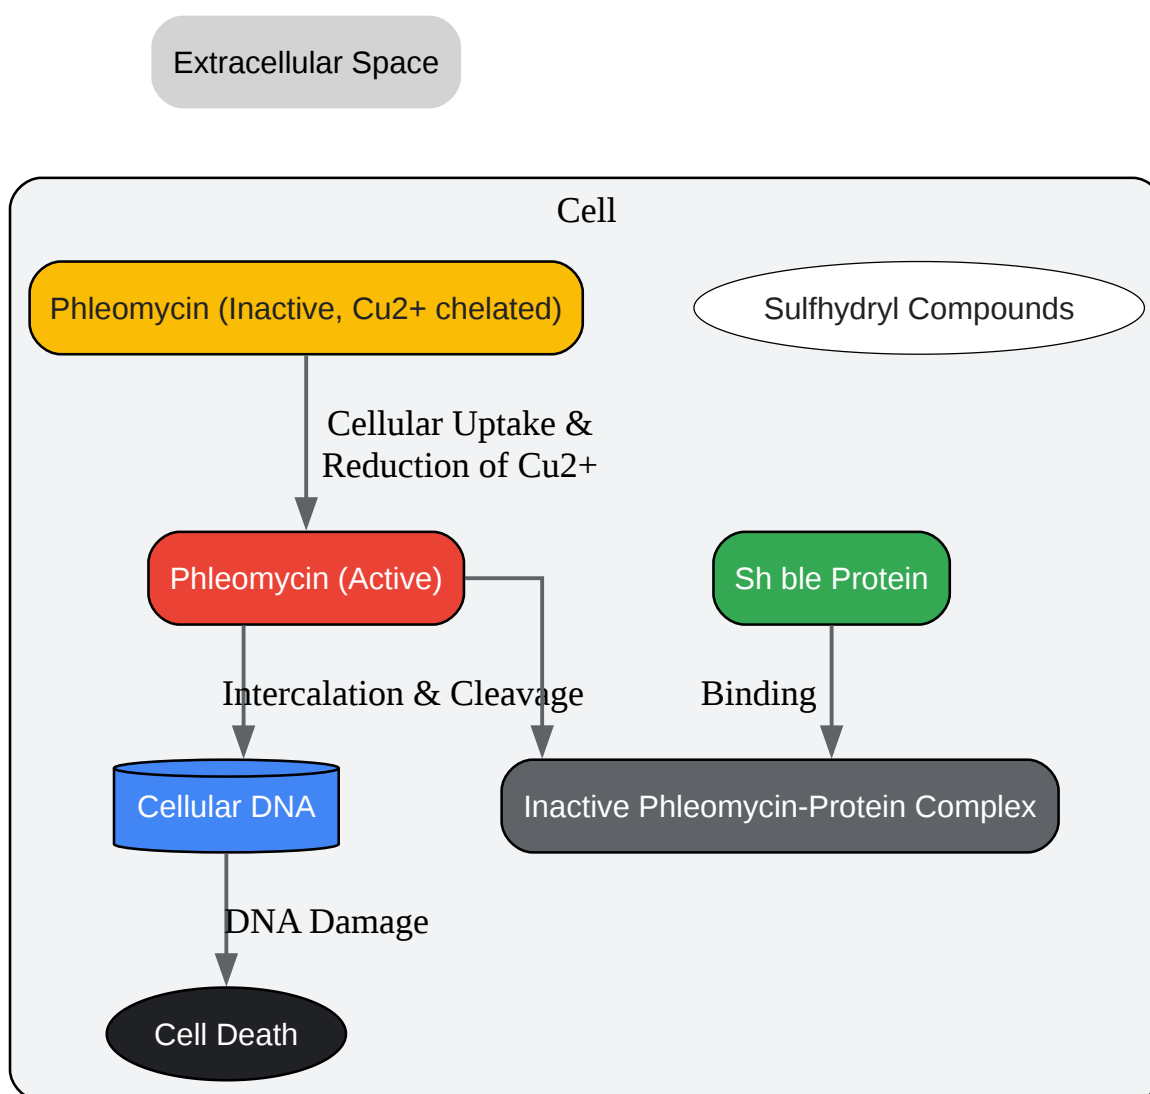 Extracellular Space
Cell
Phleomycin (Inactive, Cu2+ chelated)
Sulfhydryl Compounds
Cellular Uptake &
Reduction of Cu2+
Phleomycin (Active)
Sh ble Protein
Intercalation & Cleavage
Binding
Cellular DNA
Inactive Phleomycin-Protein Complex
DNA Damage
Cell Death